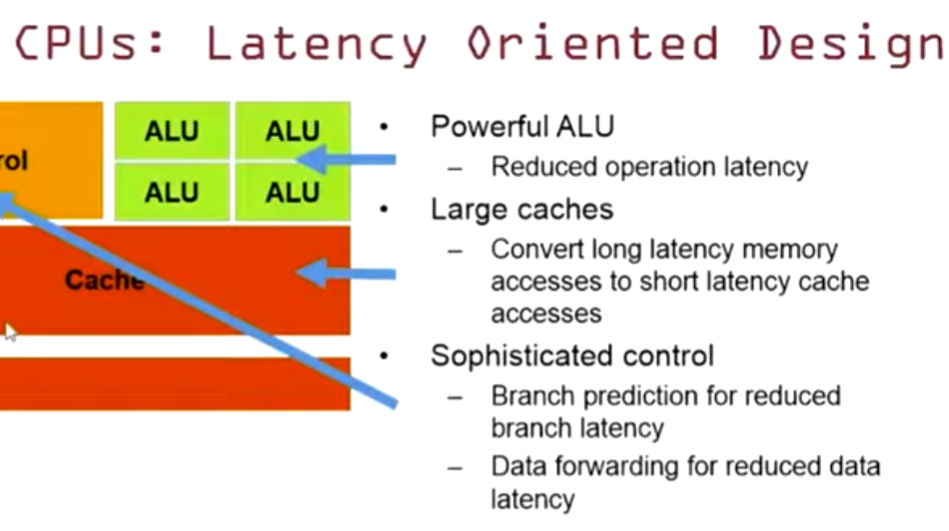 CPUs: Latency Oriented Design
rol
ALU
ALU
ALU
ALU
Cache
• Powerful ALU
– Reduced operation latency
• Large caches
– Convert long latency memory
accesses to short latency cache
accesses
• Sophisticated control
– Branch prediction for reduced
branch latency
– Data forwarding for reduced data
latency